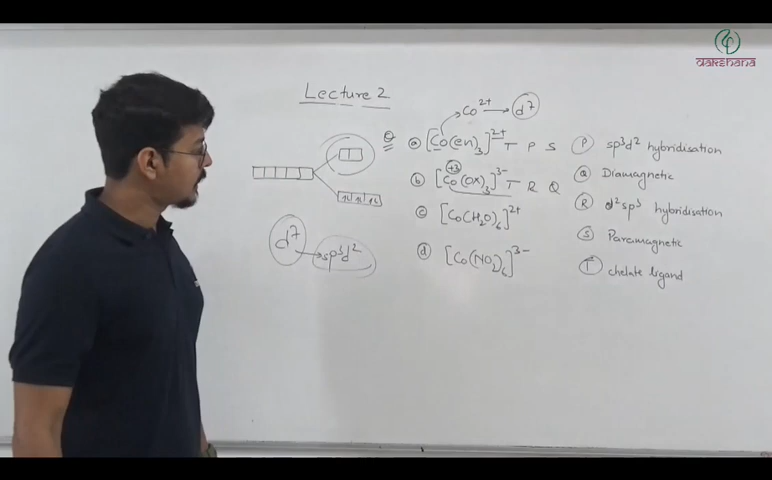 dakshana
Lecture 2
Co²⁺ → d⁷
Q
ⓐ [Co(en)₃]²⁺ T P S
+3
ⓑ [Co(ox)₃]³⁻ T R Q
ⓒ [Co(H₂O)₆]²⁺
ⓓ [Co(NO₂)₆]³⁻
d⁷ → sp³d²
Ⓟ sp³d² hybridisation
Ⓠ Diamagnetic
Ⓡ d²sp³ hybridisation
Ⓢ Paramagnetic
Ⓣ chelate ligand